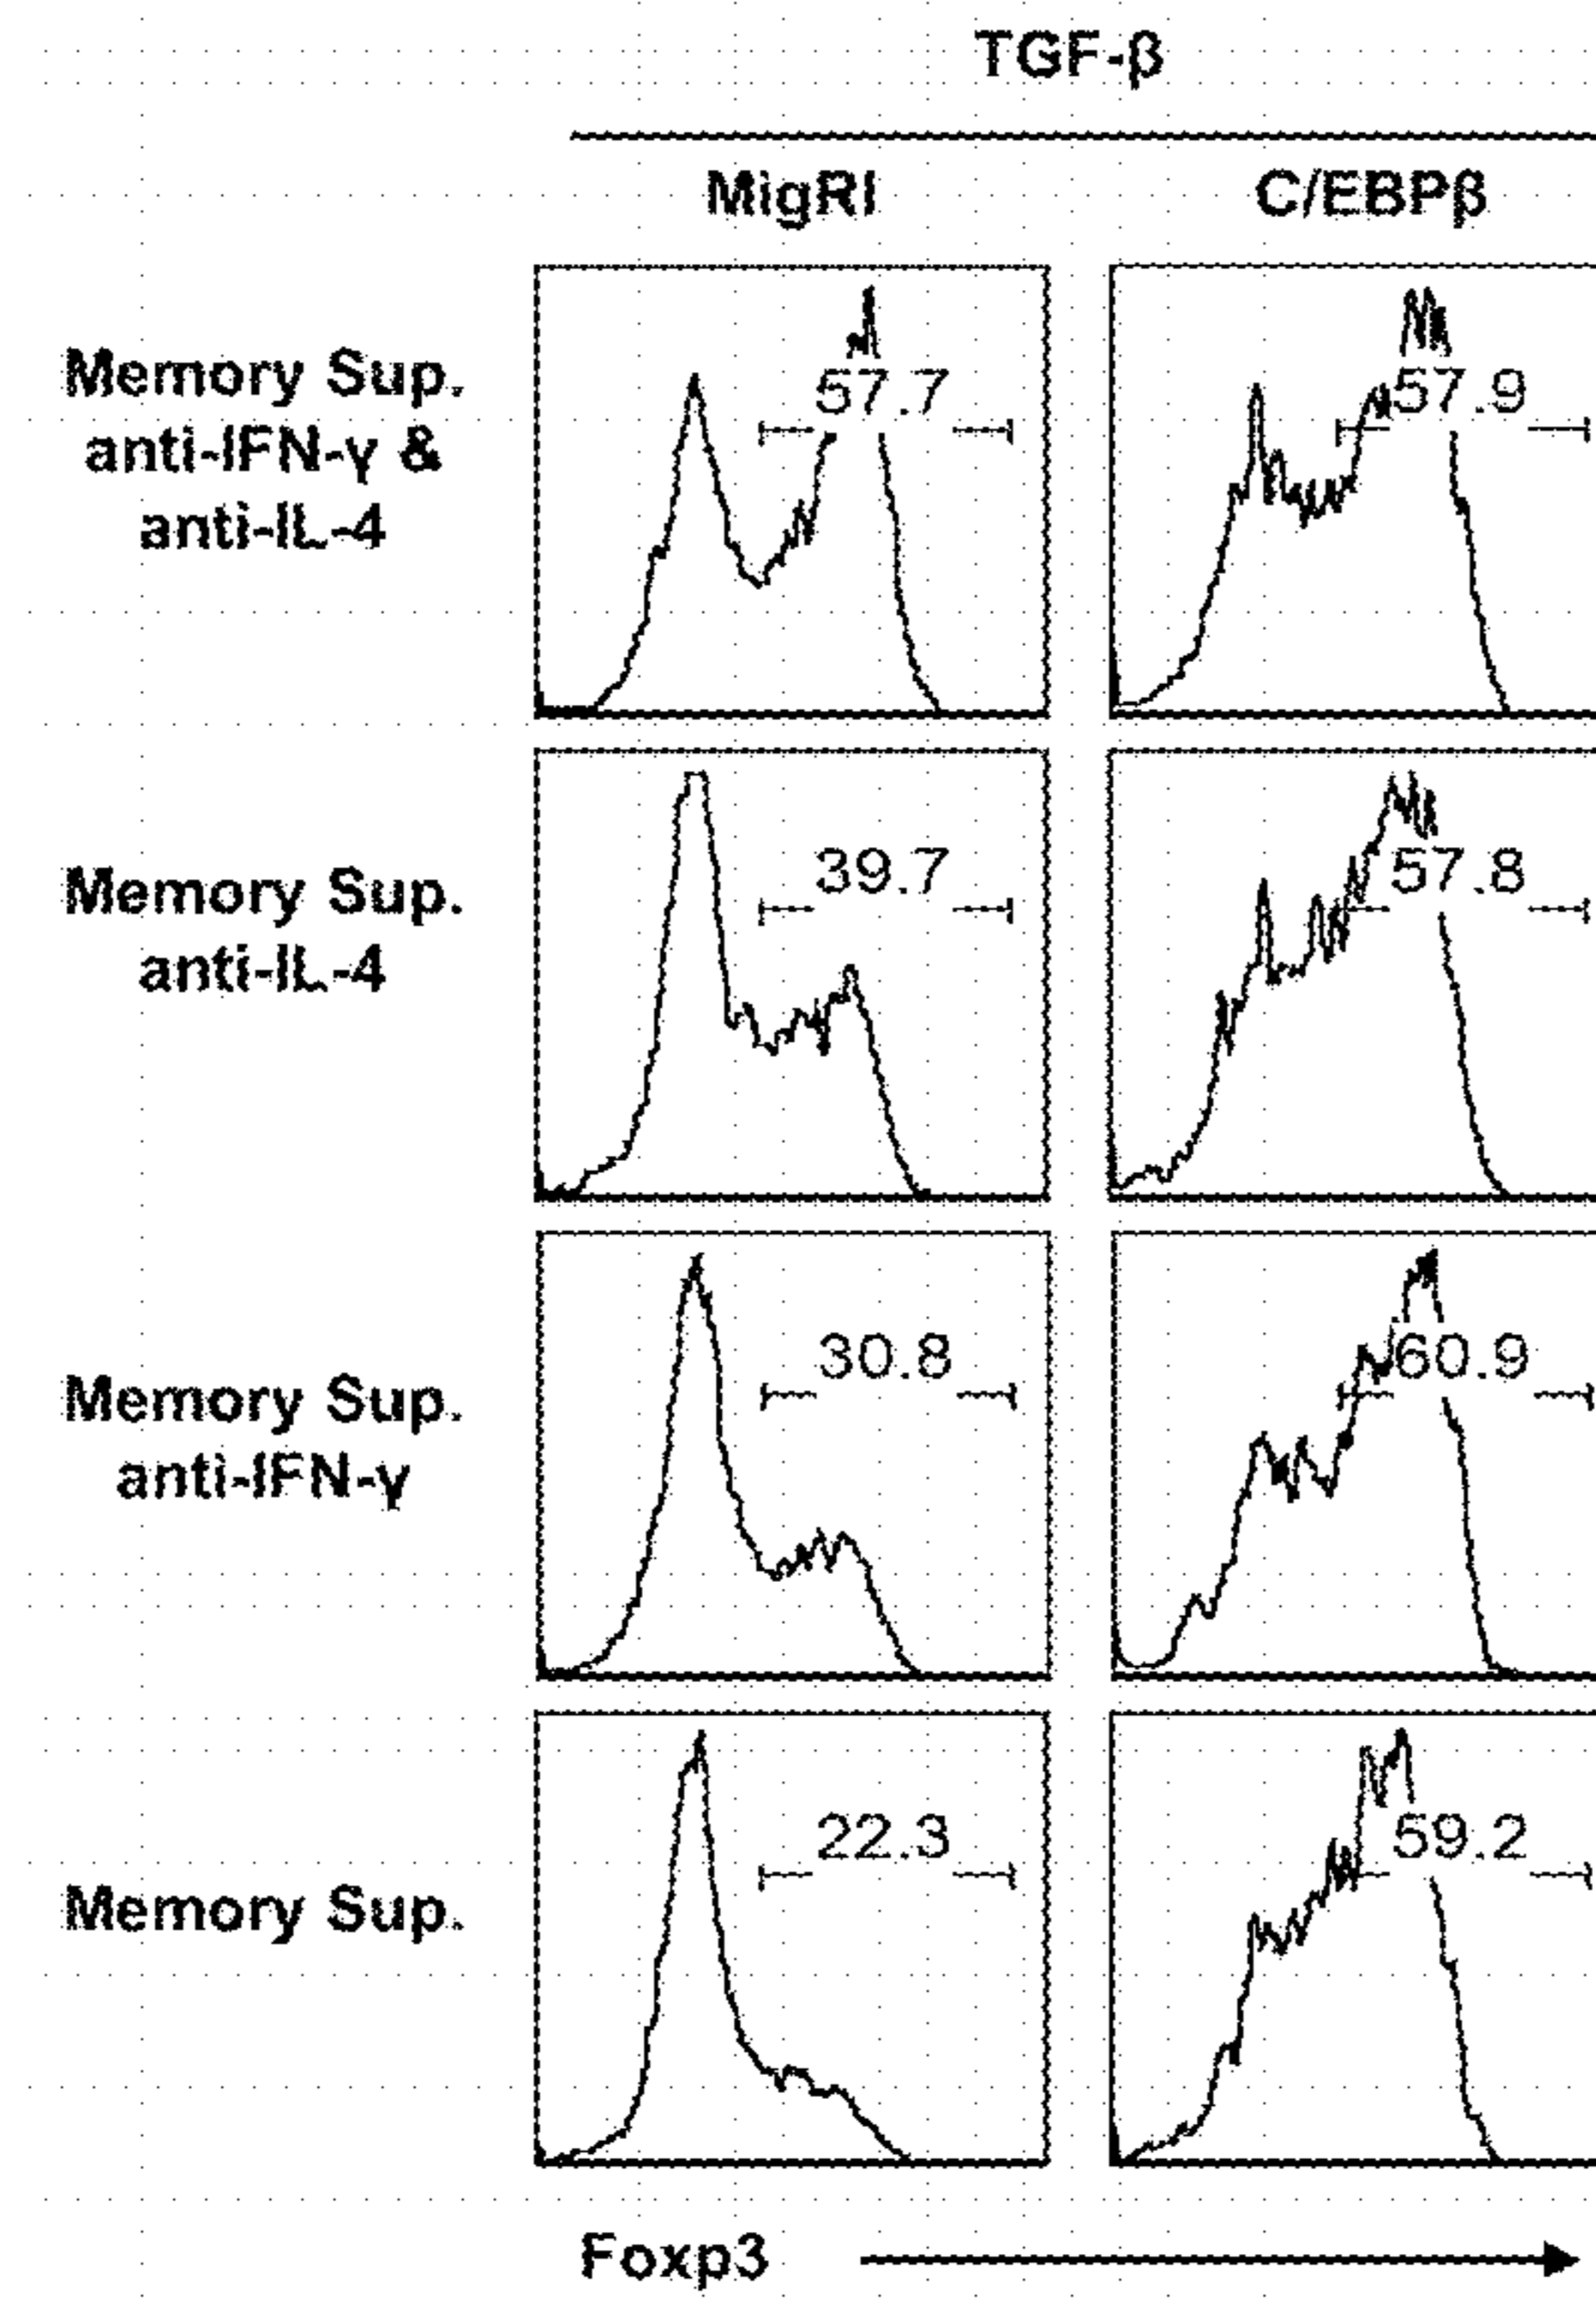 TGF-β
MigRI
C/EBPβ
Memory Sup.
anti-IFN-γ &
anti-IL-4
57.7
57.9
Memory Sup.
anti-IL-4
39.7
57.8
Memory Sup.
anti-IFN-γ
30.8
60.9
Memory Sup.
22.3
59.2
Foxp3